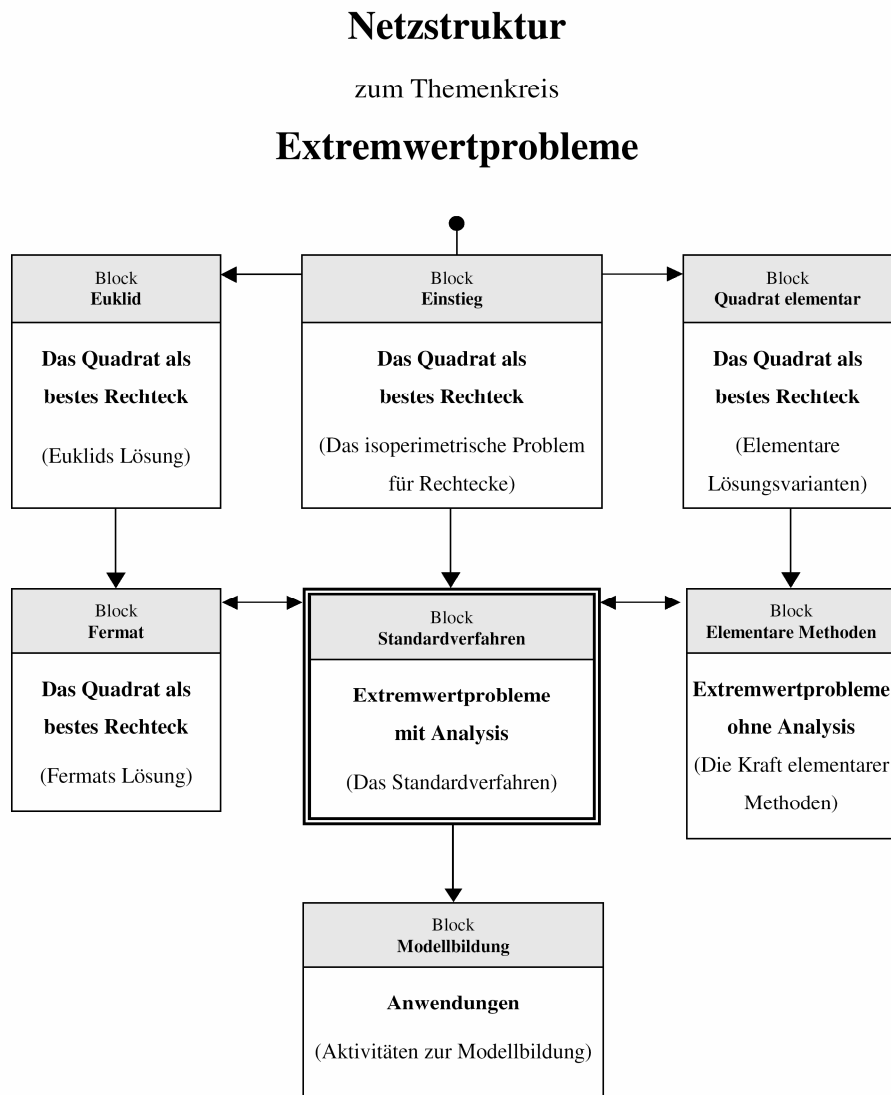 Netzstruktur
zum Themenkreis
Extremwertprobleme
Block
Euklid
Das Quadrat als
bestes Rechteck
(Euklids Lösung)
Block
Einstieg
Das Quadrat als
bestes Rechteck
(Das isoperimetrische Problem
für Rechtecke)
Block
Quadrat elementar
Das Quadrat als
bestes Rechteck
(Elementare
Lösungsvarianten)
Block
Fermat
Das Quadrat als
bestes Rechteck
(Fermats Lösung)
Block
Standardverfahren
Extremwertprobleme
mit Analysis
(Das Standardverfahren)
Block
Elementare Methoden
Extremwertprobleme
ohne Analysis
(Die Kraft elementarer
Methoden)
Block
Modellbildung
Anwendungen
(Aktivitäten zur Modellbildung)